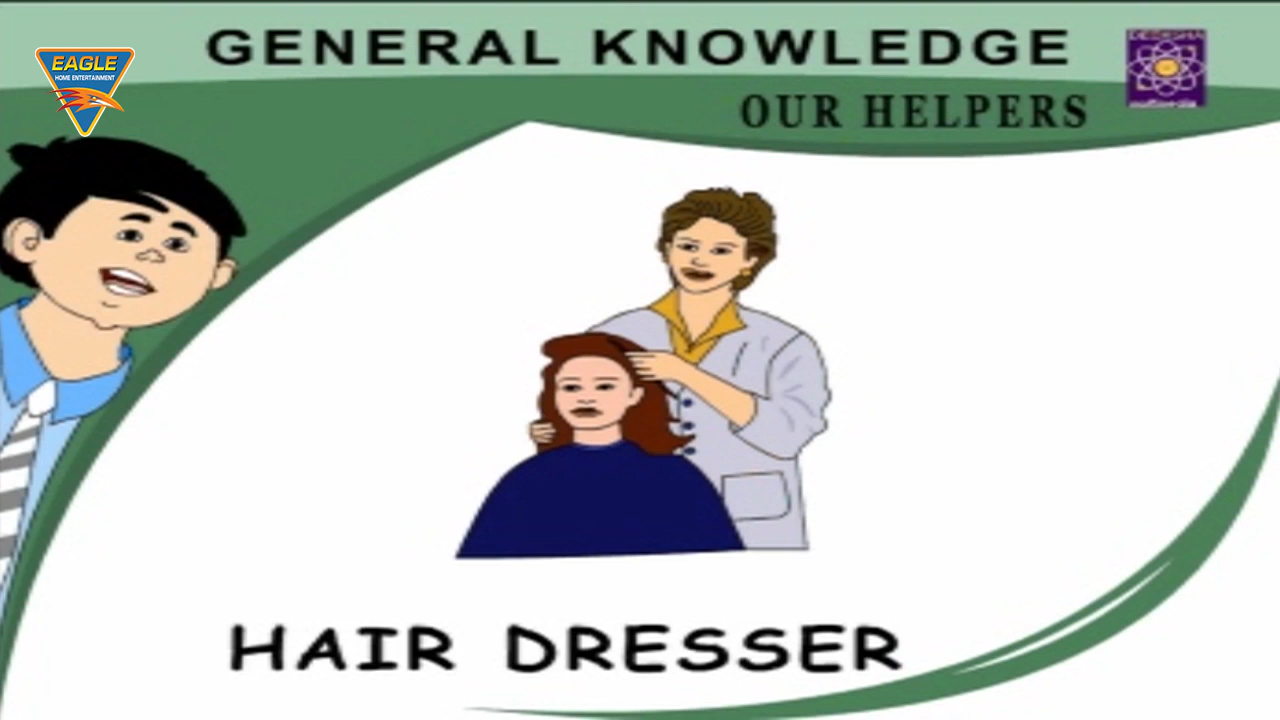 GENERAL KNOWLEDGE
EAGLE
HOME ENTERTAINMENT
OUR HELPERS
HAIR DRESSER